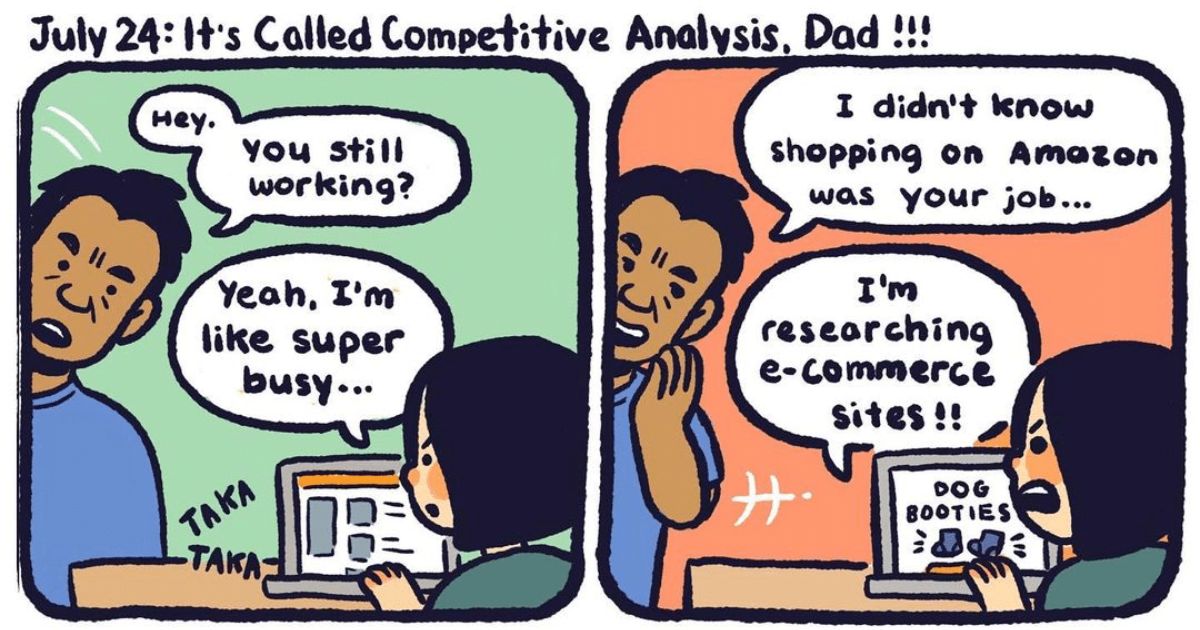 July 24: It's Called Competitive Analysis, Dad !!!
Hey.
You still
working?
Yeah, I'm
like super
busy...
TAKA
TAKA
I didn't know
shopping on Amazon
was your job...
I'm
researching
e-commerce
sites!!
DOG
BOOTIES